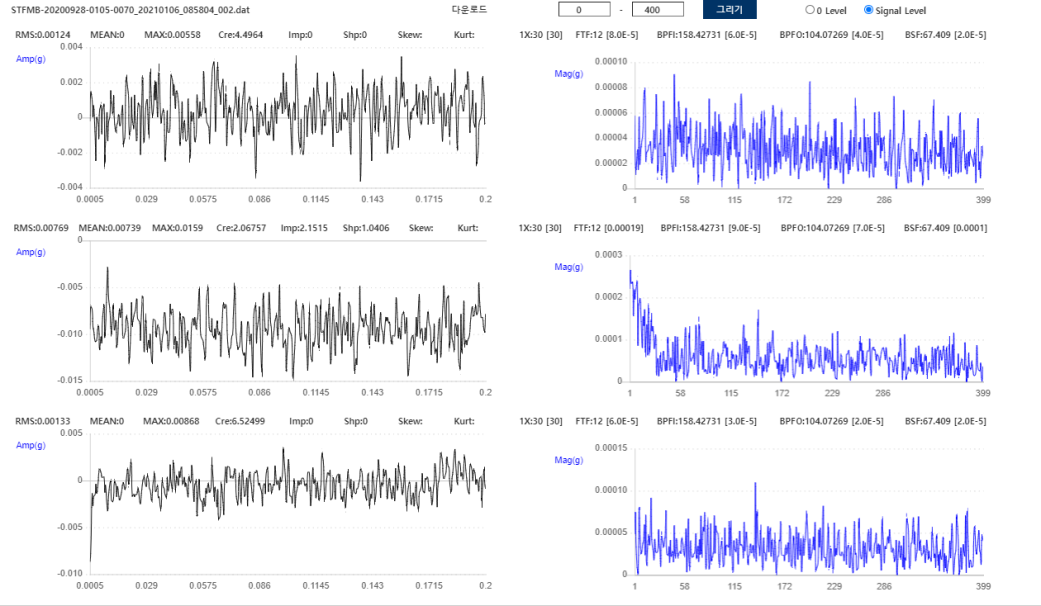 STFMB-20200928-0105-0070_20210106_085804_002.dat 다운로드 0 - 400 그리기 0 Level Signal Level
RMS:0.00124 MEAN:0 MAX:0.00558 Cre:4.4964 Imp:0 Shp:0 Skew: Kurt:
0.004
Amp(g)
0.002
0
-0.002
-0.004
0.0005 0.029 0.0575 0.086 0.1145 0.143 0.1715 0.2
1X:30 [30] FTF:12 [8.0E-5] BPFI:158.42731 [6.0E-5] BPFO:104.07269 [4.0E-5] BSF:67.409 [2.0E-5]
0.00010
Mag(g)
0.00008
0.00006
0.00004
0.00002
0
1 58 115 172 229 286 399
RMS:0.00769 MEAN:0.00739 MAX:0.0159 Cre:2.06757 Imp:2.1515 Shp:1.0406 Skew: Kurt:
0
Amp(g)
-0.005
-0.010
-0.015
0.0005 0.029 0.0575 0.086 0.1145 0.143 0.1715 0.2
1X:30 [30] FTF:12 [0.00019] BPFI:158.42731 [9.0E-5] BPFO:104.07269 [7.0E-5] BSF:67.409 [0.0001]
0.0003
Mag(g)
0.0002
0.0001
0
1 58 115 172 229 286 399
RMS:0.00133 MEAN:0 MAX:0.00868 Cre:6.52499 Imp:0 Shp:0 Skew: Kurt:
0.005
Amp(g)
0
-0.005
-0.010
0.0005 0.029 0.0575 0.086 0.1145 0.143 0.1715 0.2
1X:30 [30] FTF:12 [6.0E-5] BPFI:158.42731 [3.0E-5] BPFO:104.07269 [2.0E-5] BSF:67.409 [2.0E-5]
0.00015
Mag(g)
0.00010
0.00005
0
1 58 115 172 229 286 399